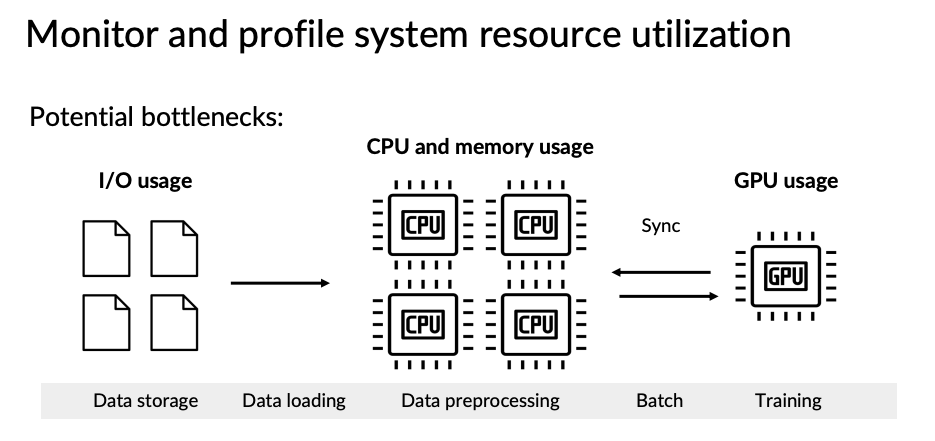 Monitor and profile system resource utilization
Potential bottlenecks:
CPU and memory usage
I/O usage
GPU usage
CPU
CPU
Sync
GPU
CPU
CPU
Data storage
Data loading
Data preprocessing
Batch
Training